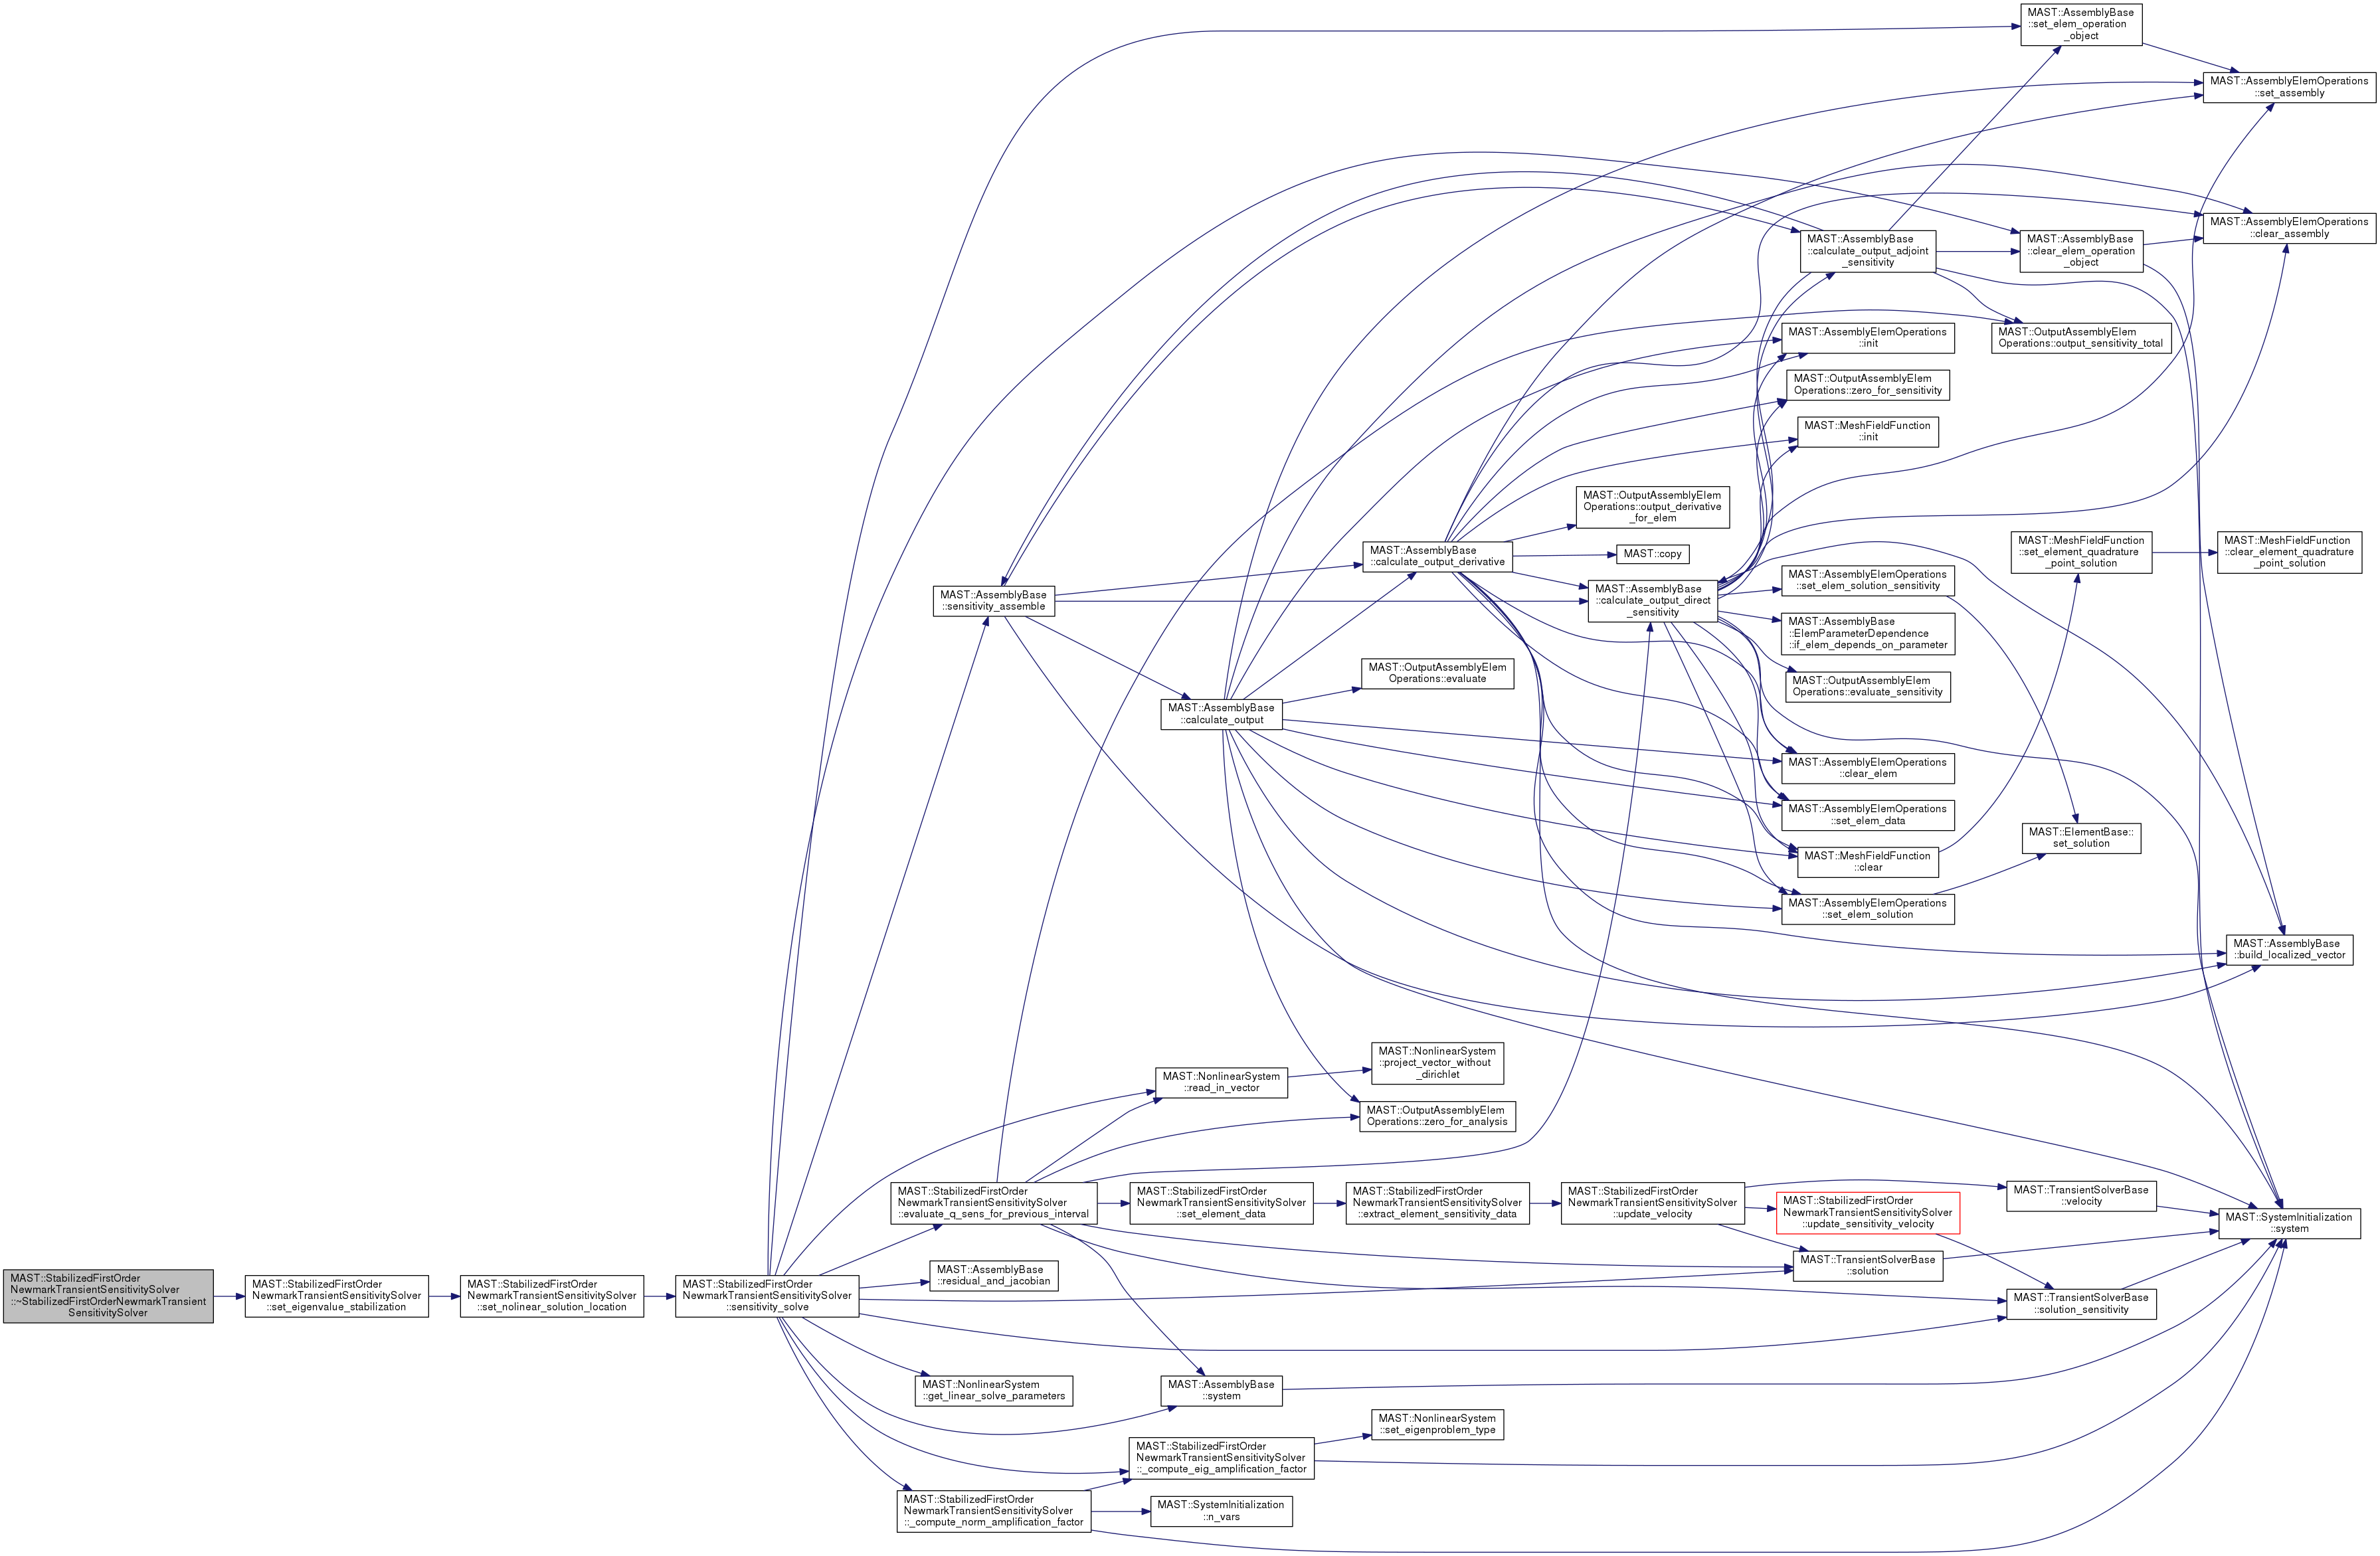 MAST::StabilizedFirstOrder
NewmarkTransientSensitivitySolver
::~StabilizedFirstOrderNewmarkTransient
SensitivitySolver
MAST::StabilizedFirstOrder
NewmarkTransientSensitivitySolver
::set_eigenvalue_stabilization
MAST::StabilizedFirstOrder
NewmarkTransientSensitivitySolver
::set_nolinear_solution_location
MAST::StabilizedFirstOrder
NewmarkTransientSensitivitySolver
::sensitivity_solve
MAST::AssemblyBase
::sensitivity_assemble
MAST::StabilizedFirstOrder
NewmarkTransientSensitivitySolver
::evaluate_q_sens_for_previous_interval
MAST::AssemblyBase
::residual_and_jacobian
MAST::NonlinearSystem
::get_linear_solve_parameters
MAST::StabilizedFirstOrder
NewmarkTransientSensitivitySolver
::_compute_norm_amplification_factor
MAST::AssemblyBase
::calculate_output
MAST::NonlinearSystem
::read_in_vector
MAST::StabilizedFirstOrder
NewmarkTransientSensitivitySolver
::set_element_data
MAST::AssemblyBase
::system
MAST::StabilizedFirstOrder
NewmarkTransientSensitivitySolver
::_compute_eig_amplification_factor
MAST::SystemInitialization
::n_vars
MAST::AssemblyBase
::calculate_output_derivative
MAST::OutputAssemblyElem
Operations::evaluate
MAST::NonlinearSystem
::project_vector_without
_dirichlet
MAST::OutputAssemblyElem
Operations::zero_for_analysis
MAST::StabilizedFirstOrder
NewmarkTransientSensitivitySolver
::extract_element_sensitivity_data
MAST::NonlinearSystem
::set_eigenproblem_type
MAST::OutputAssemblyElem
Operations::output_derivative
_for_elem
MAST::copy
MAST::AssemblyBase
::calculate_output_direct
_sensitivity
MAST::StabilizedFirstOrder
NewmarkTransientSensitivitySolver
::update_velocity
MAST::AssemblyBase
::calculate_output_adjoint
_sensitivity
MAST::AssemblyElemOperations
::init
MAST::OutputAssemblyElem
Operations::zero_for_sensitivity
MAST::MeshFieldFunction
::init
MAST::AssemblyElemOperations
::set_elem_solution_sensitivity
MAST::AssemblyBase
::ElemParameterDependence
::if_elem_depends_on_parameter
MAST::OutputAssemblyElem
Operations::evaluate_sensitivity
MAST::AssemblyElemOperations
::clear_elem
MAST::AssemblyElemOperations
::set_elem_data
MAST::MeshFieldFunction
::clear
MAST::AssemblyElemOperations
::set_elem_solution
MAST::StabilizedFirstOrder
NewmarkTransientSensitivitySolver
::update_sensitivity_velocity
MAST::TransientSolverBase
::solution
MAST::AssemblyBase
::set_elem_operation
_object
MAST::AssemblyBase
::clear_elem_operation
_object
MAST::OutputAssemblyElem
Operations::output_sensitivity_total
MAST::MeshFieldFunction
::set_element_quadrature
_point_solution
MAST::ElementBase::
set_solution
MAST::TransientSolverBase
::velocity
MAST::TransientSolverBase
::solution_sensitivity
MAST::AssemblyElemOperations
::set_assembly
MAST::AssemblyElemOperations
::clear_assembly
MAST::MeshFieldFunction
::clear_element_quadrature
_point_solution
MAST::AssemblyBase
::build_localized_vector
MAST::SystemInitialization
::system